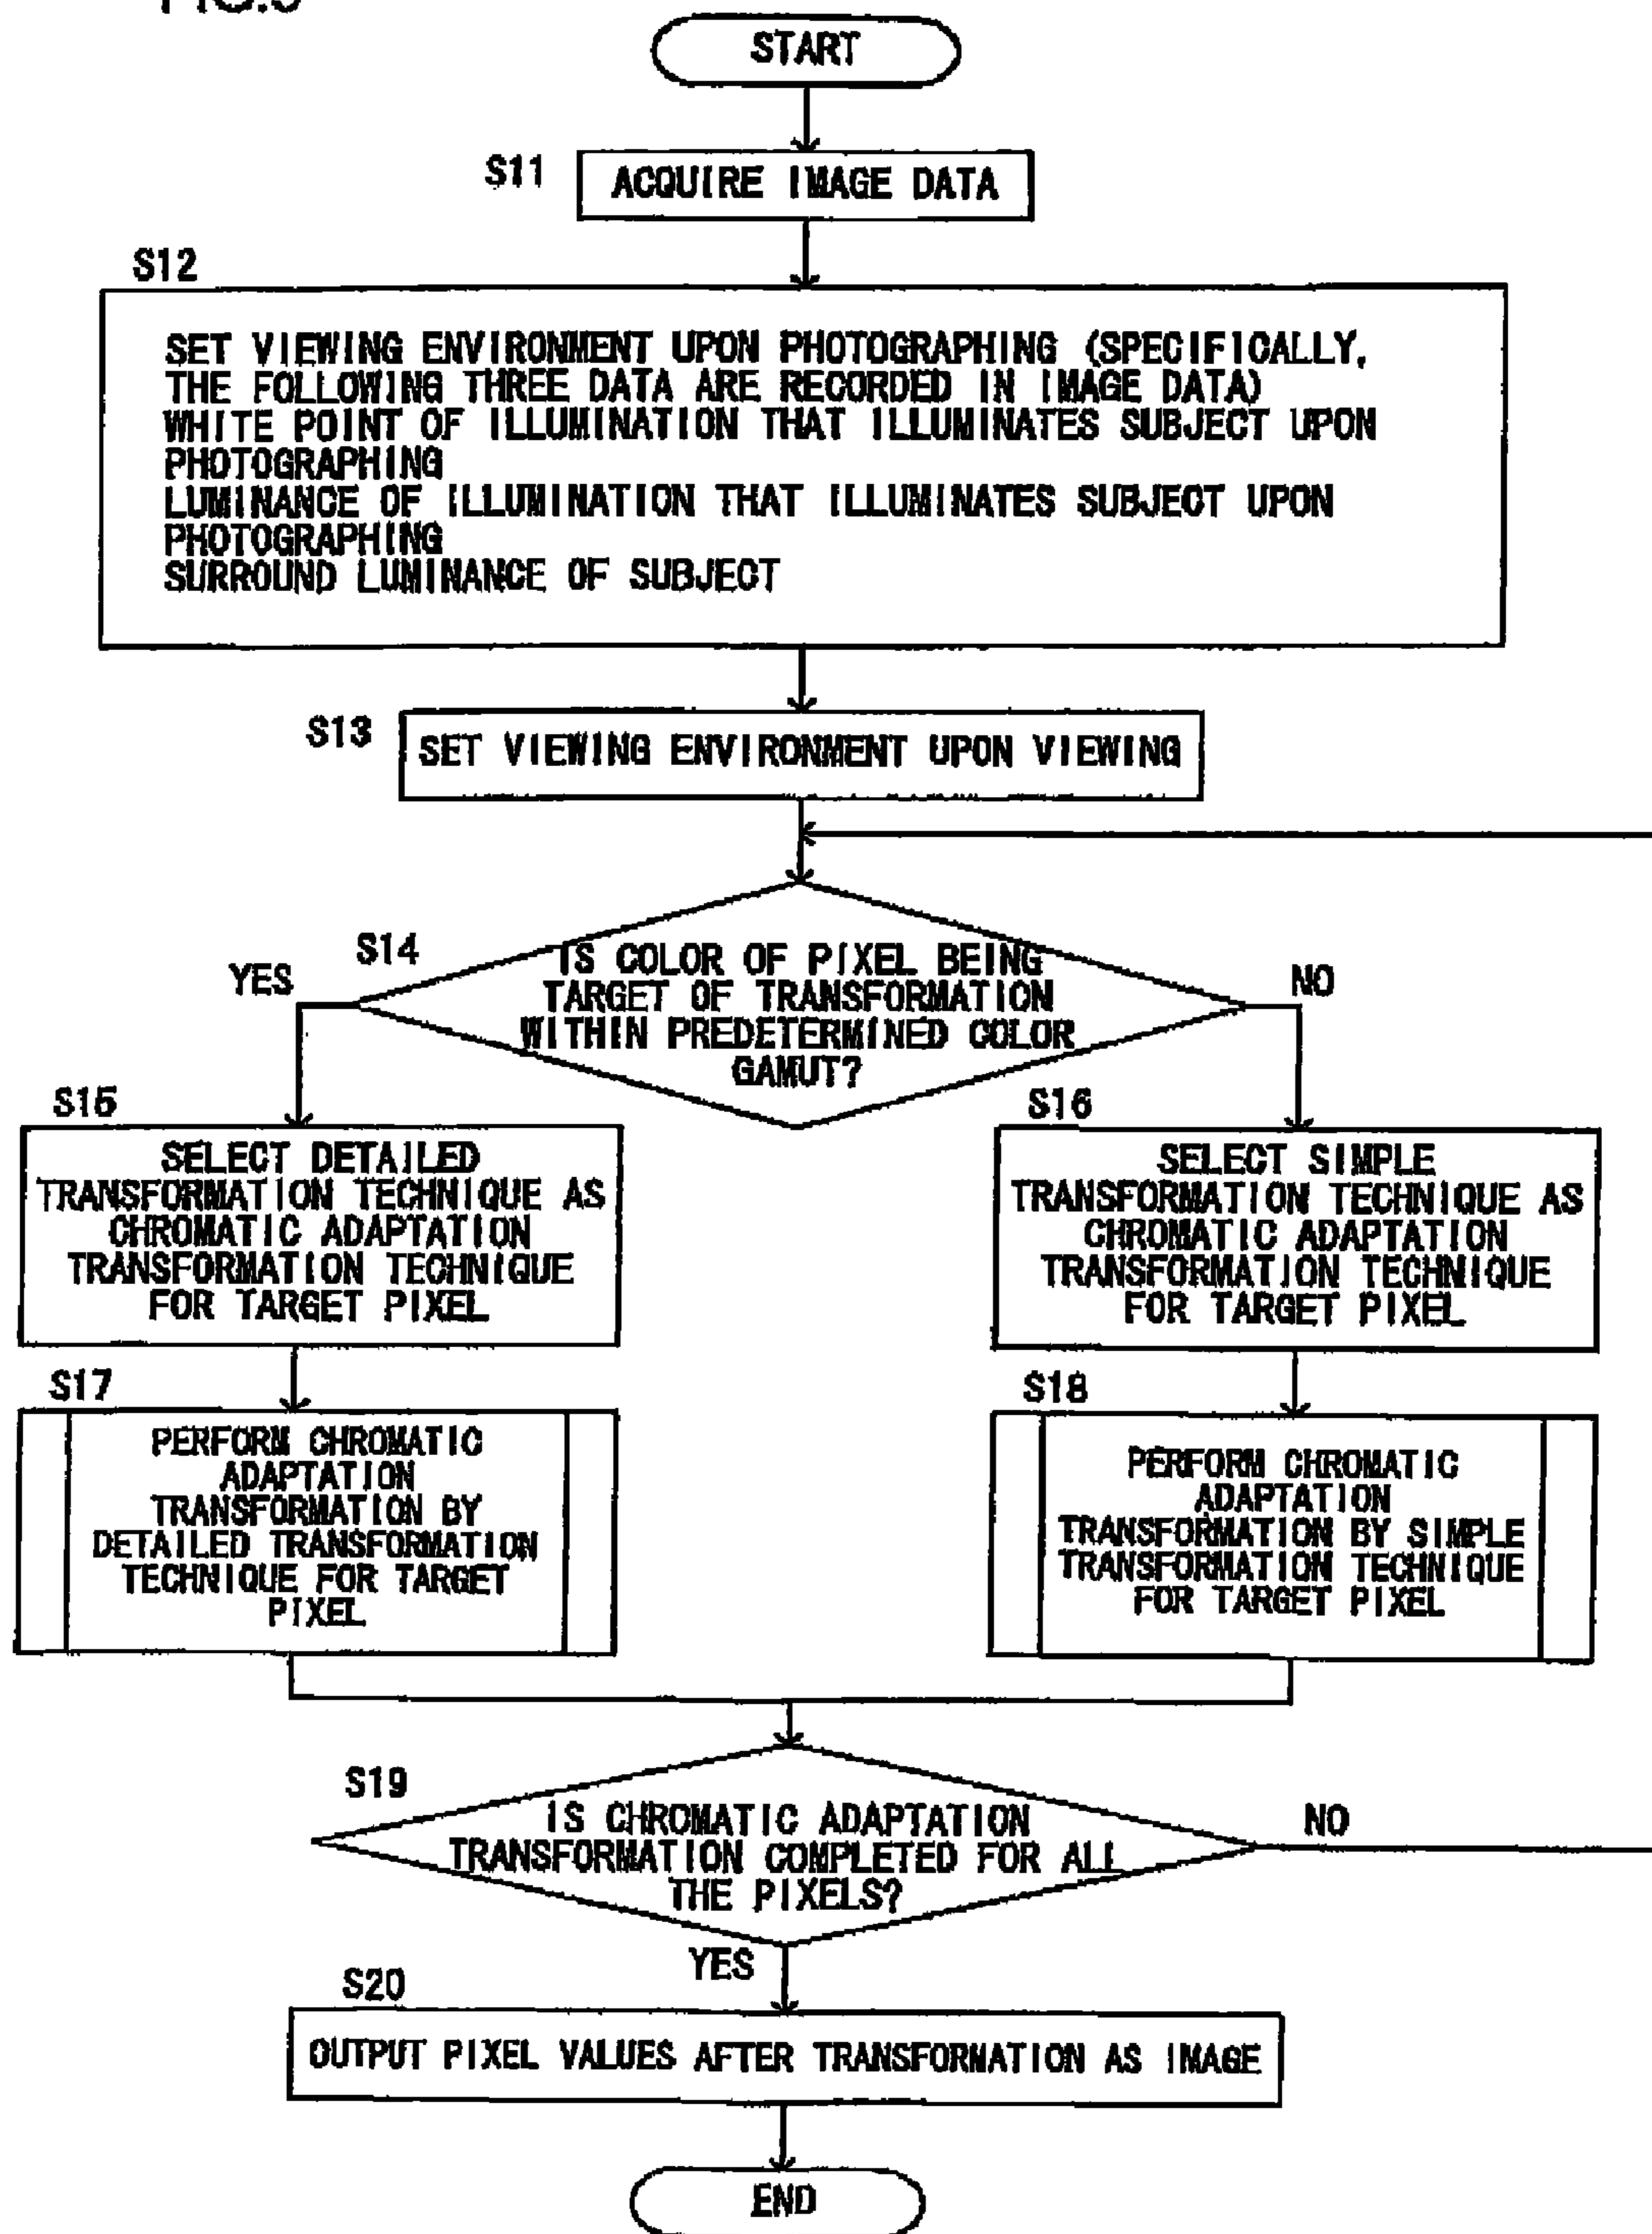 START
S11
ACQUIRE IMAGE DATA
S12
SET VIEWING ENVIRONMENT UPON PHOTOGRAPHING (SPECIFICALLY,
THE FOLLOWING THREE DATA ARE RECORDED IN IMAGE DATA)
WHITE POINT OF ILLUMINATION THAT ILLUMINATES SUBJECT UPON
PHOTOGRAPHING
LUMINANCE OF ILLUMINATION THAT ILLUMINATES SUBJECT UPON
PHOTOGRAPHING
SURROUND LUMINANCE OF SUBJECT
S13
SET VIEWING ENVIRONMENT UPON VIEWING
S14
YES
IS COLOR OF PIXEL BEING
TARGET OF TRANSFORMATION
WITHIN PREDETERMINED COLOR
GAMUT?
NO
S15
SELECT DETAILED
TRANSFORMATION TECHNIQUE AS
CHROMATIC ADAPTATION
TRANSFORMATION TECHNIQUE
FOR TARGET PIXEL
S16
SELECT SIMPLE
TRANSFORMATION TECHNIQUE AS
CHROMATIC ADAPTATION
TRANSFORMATION TECHNIQUE
FOR TARGET PIXEL
S17
PERFORM CHROMATIC
ADAPTATION
TRANSFORMATION BY
DETAILED TRANSFORMATION
TECHNIQUE FOR TARGET
PIXEL
S18
PERFORM CHROMATIC
ADAPTATION
TRANSFORMATION BY SIMPLE
TRANSFORMATION TECHNIQUE
FOR TARGET PIXEL
S19
IS CHROMATIC ADAPTATION
TRANSFORMATION COMPLETED FOR ALL
THE PIXELS?
NO
YES
S20
OUTPUT PIXEL VALUES AFTER TRANSFORMATION AS IMAGE
END